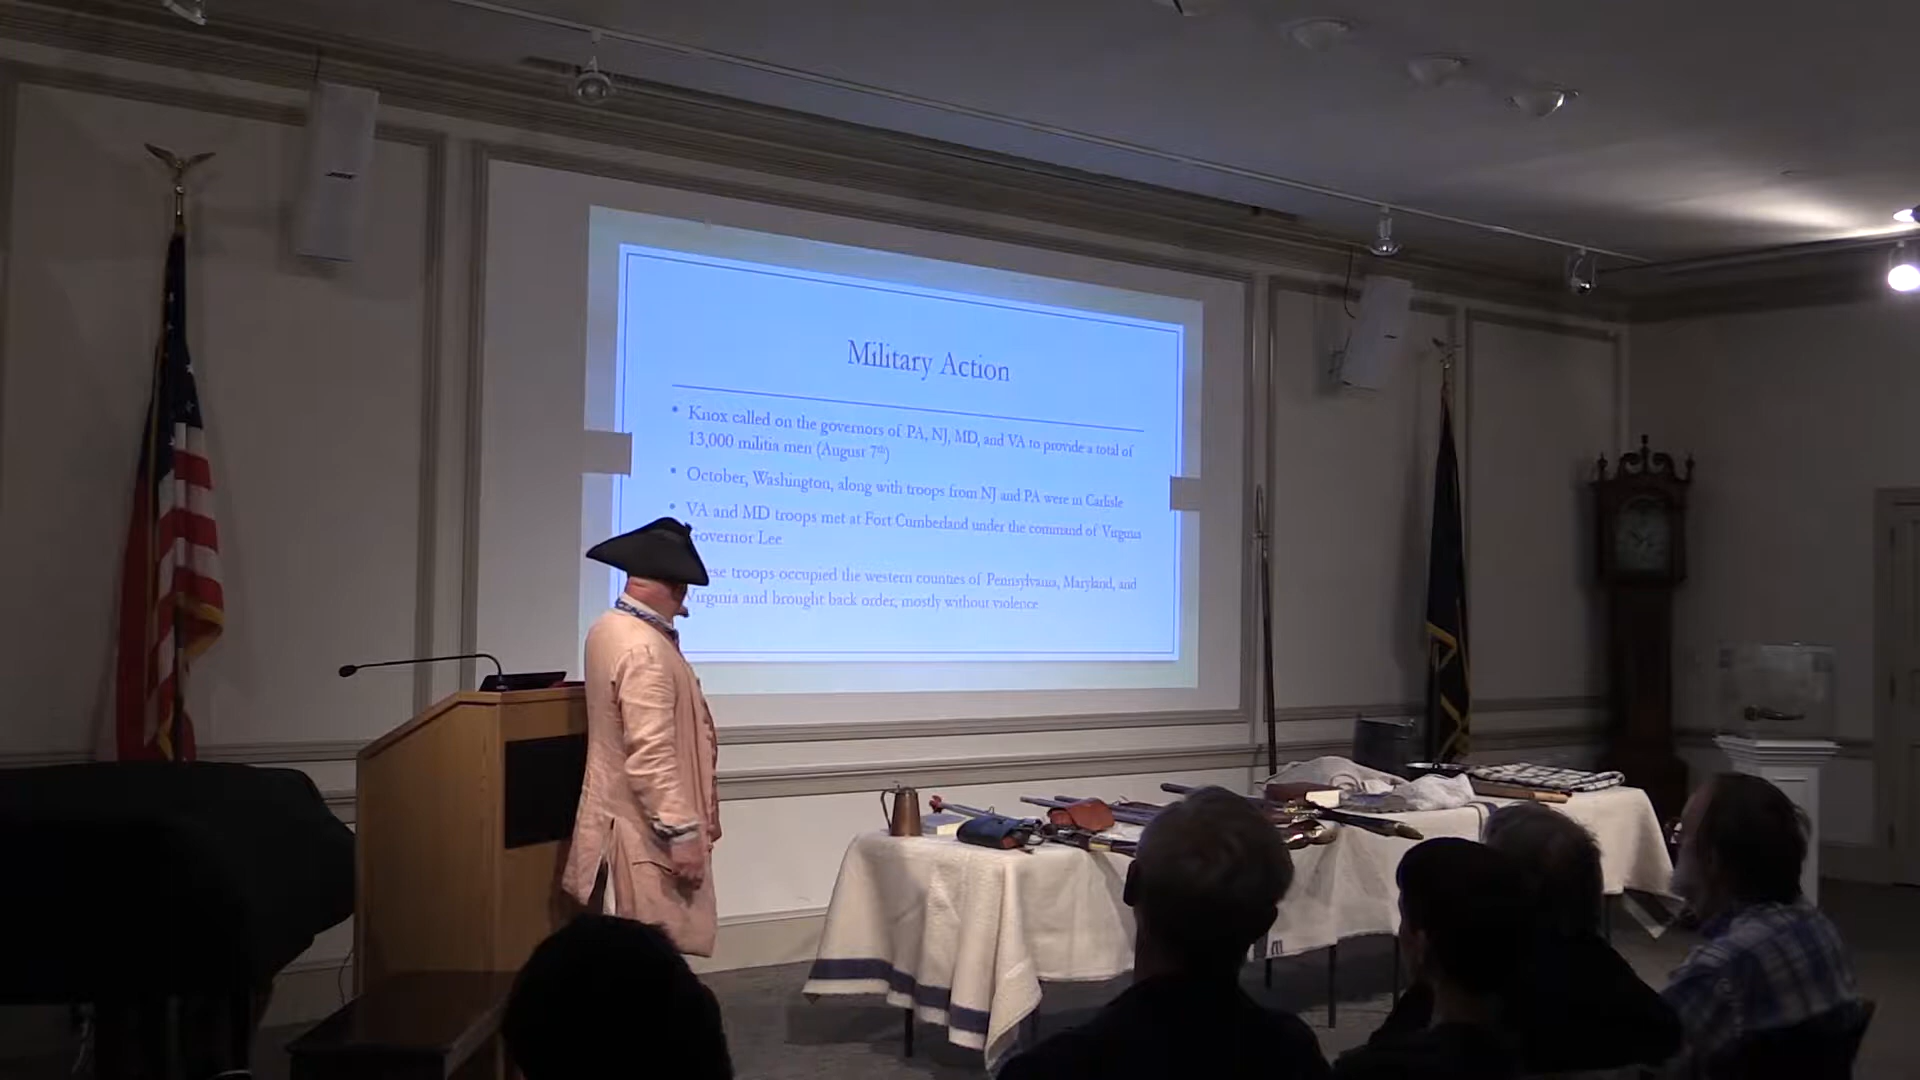 BOSE
Military Action
• Knox called on the governors of PA, NJ, MD, and VA to provide a total of
13,000 militia men (August 7th)
• October, Washington, along with troops from NJ and PA were in Carlisle
• VA and MD troops met at Fort Cumberland under the command of Virginia
Governor Lee
ese troops occupied the western counties of Pennsylvania, Maryland, and
Virginia and brought back order, mostly without violence